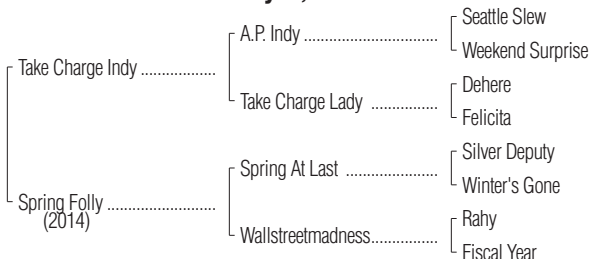 Seattle Slew
A.P. Indy ..................................
Weekend Surprise
Take Charge Indy ...................
Dehere
Take Charge Lady .................
Felicita
Silver Deputy
Spring At Last .......................
Winter's Gone
Spring Folly ............................
(2014)
Rahy
Wallstreetmadness.................
Fiscal Year